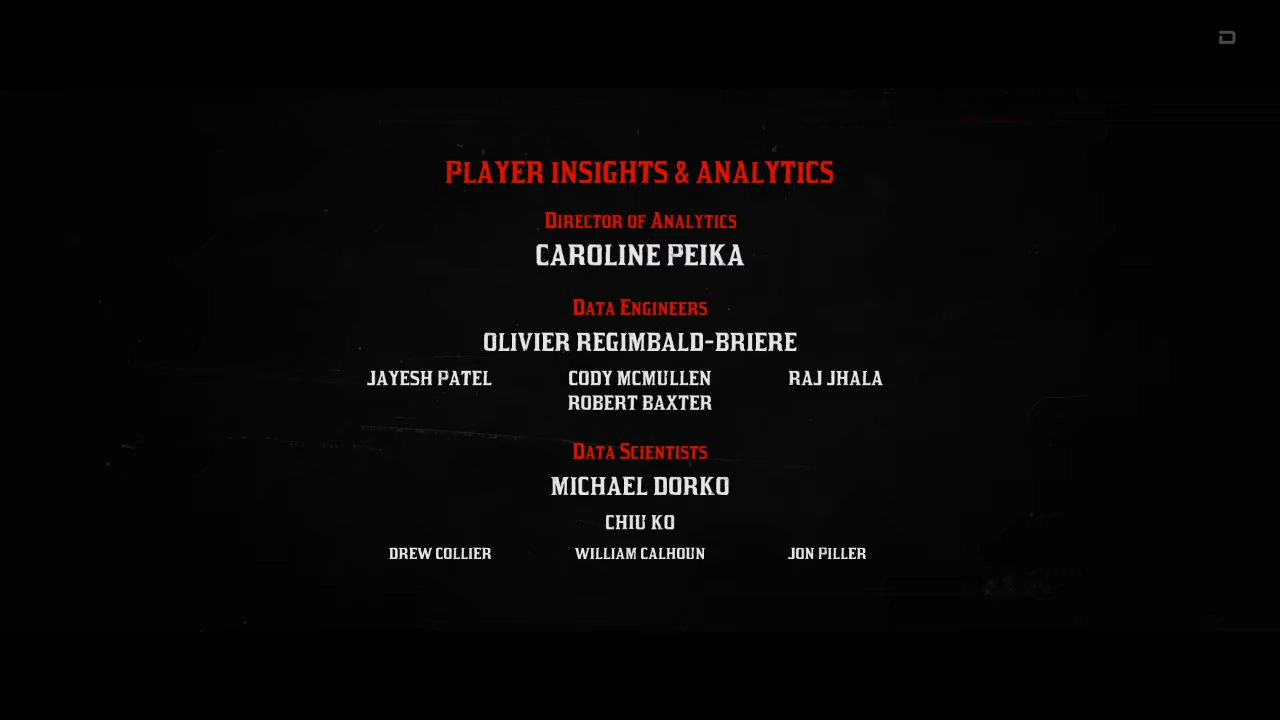 D
PLAYER INSIGHTS & ANALYTICS
DIRECTOR OF ANALYTICS
CAROLINE PEIKA
DATA ENGINEERS
OLIVIER REGIMBALD-BRIERE
JAYESH PATEL CODY MCMULLEN RAJ JHALA
ROBERT BAXTER
DATA SCIENTISTS
MICHAEL DORKO
CHIU KO
DREW COLLIER WILLIAM CALHOUN JON PILLER